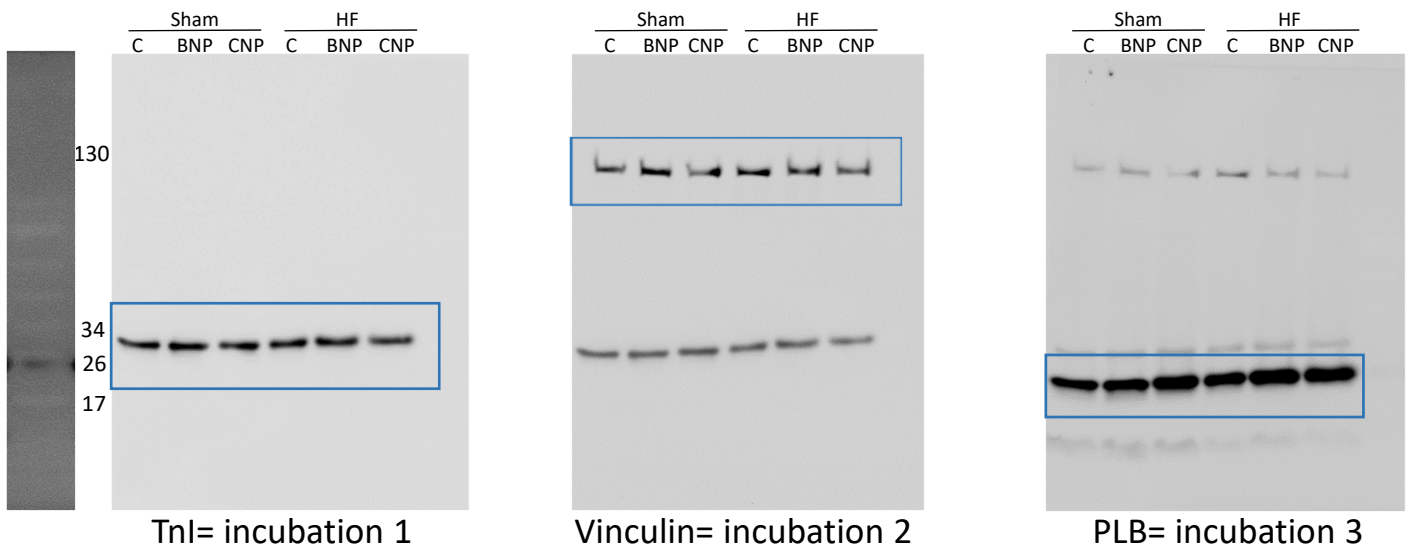 Sham HF
C BNP CNP C BNP CNP
Sham HF
C BNP CNP C BNP CNP
Sham HF
C BNP CNP C BNP CNP
130
34
26
17
TnI= incubation 1
Vinculin= incubation 2
PLB= incubation 3